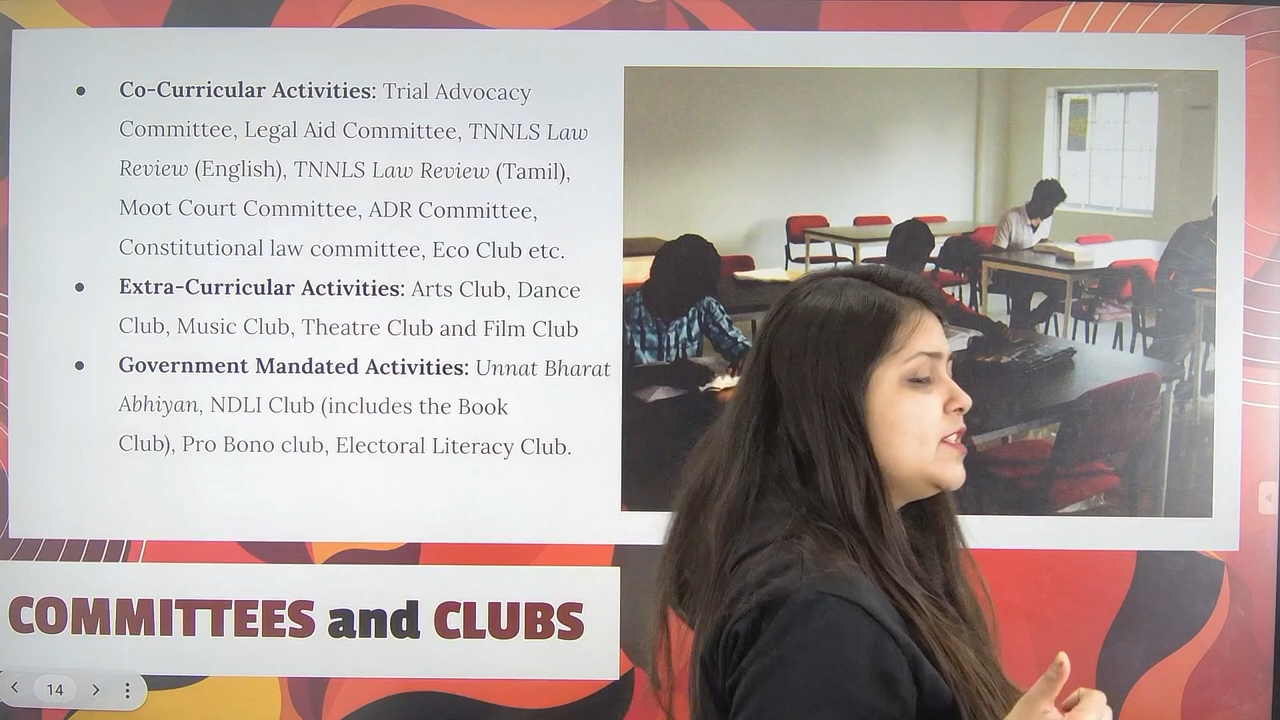 Co-Curricular Activities: Trial Advocacy
Committee, Legal Aid Committee, TNNLS Law
Review (English), TNNLS Law Review (Tamil),
Moot Court Committee, ADR Committee,
Constitutional law committee, Eco Club etc.
Extra-Curricular Activities: Arts Club, Dance
Club, Music Club, Theatre Club and Film Club
Government Mandated Activities: Unnat Bharat
Abhiyan, NDLI Club (includes the Book
Club), Pro Bono club, Electoral Literacy Club.
COMMITTEES and CLUBS
14